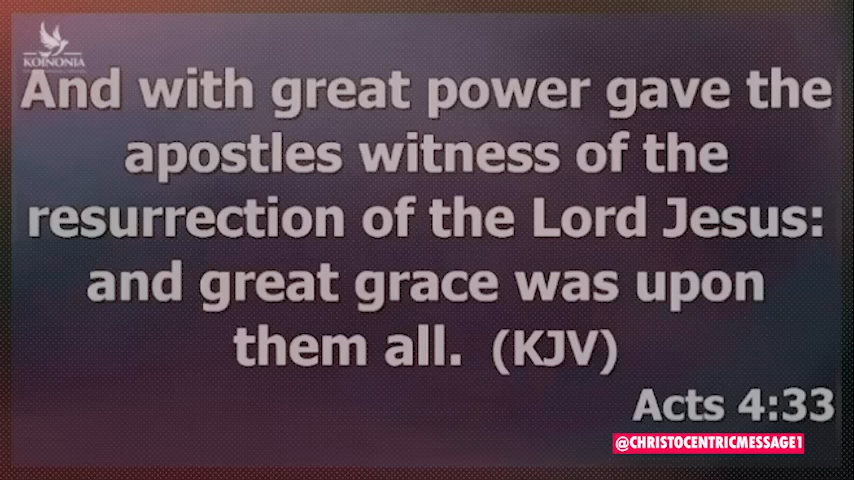 KOINONIA
And with great power gave the
apostles witness of the
resurrection of the Lord Jesus:
and great grace was upon
them all. (KJV)
Acts 4:33
@CHRISTOCENTRICMESSAGE1